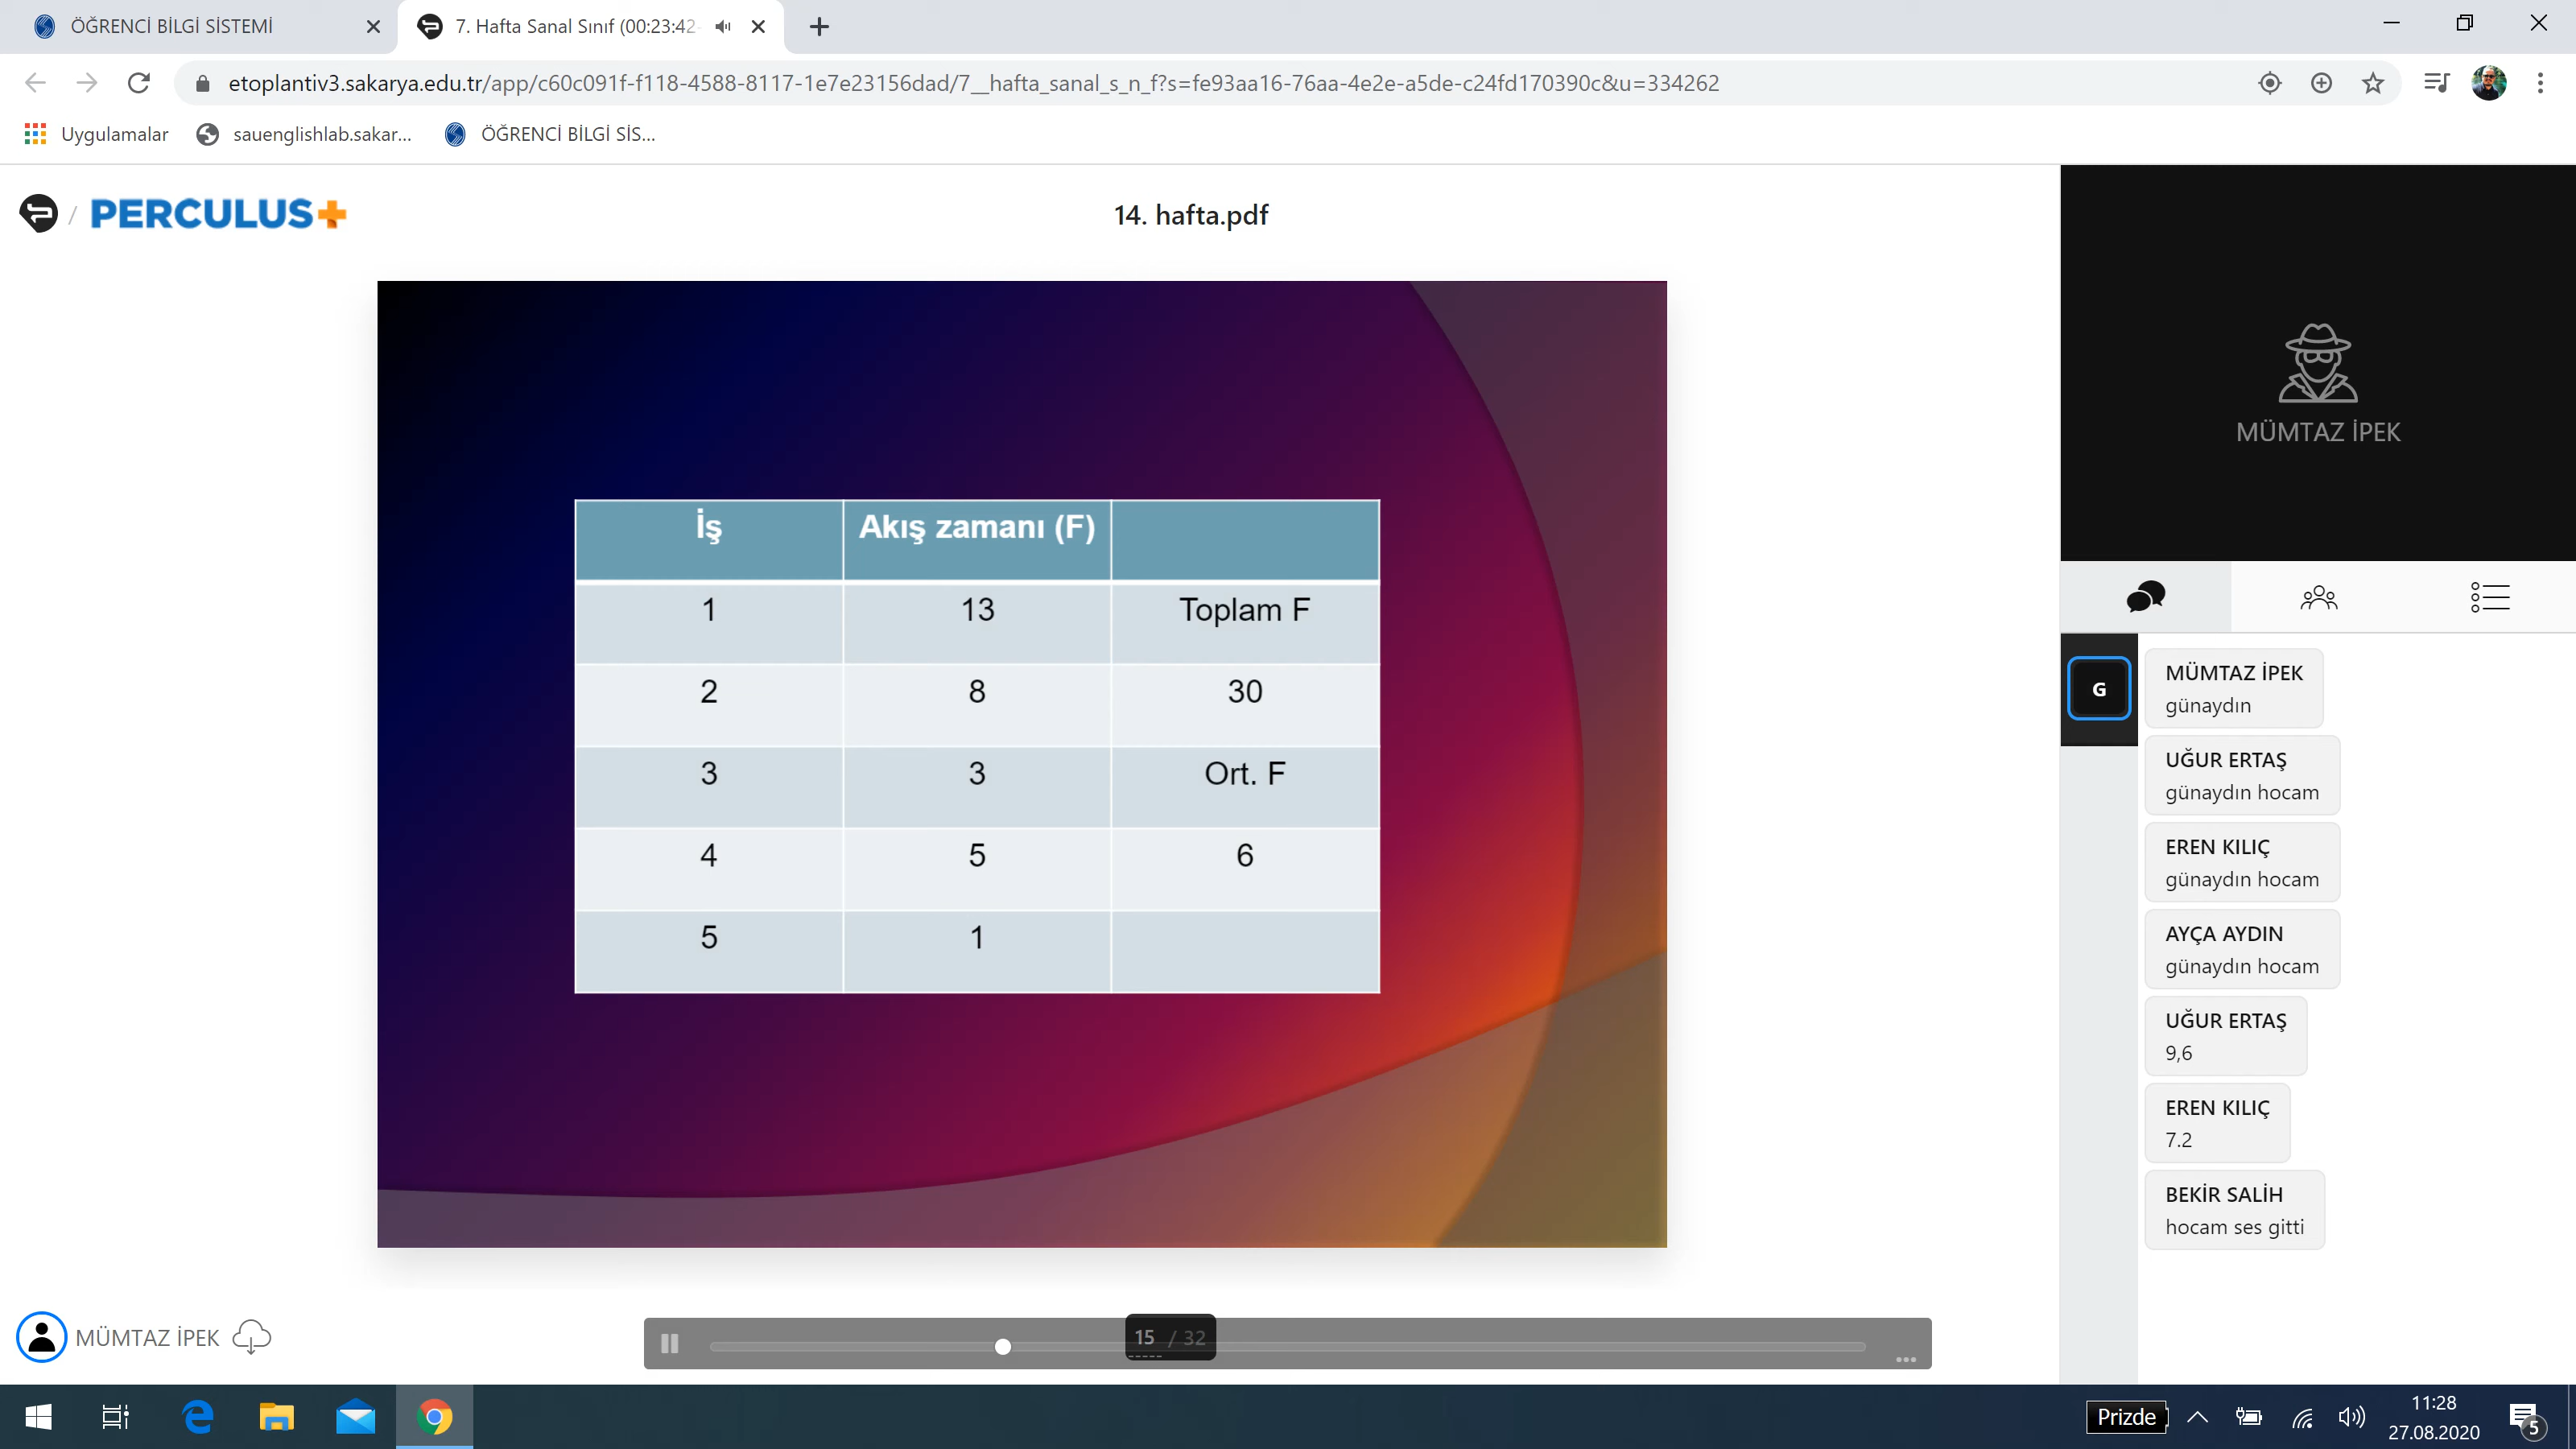 ÖĞRENCİ BİLGİ SİSTEMİ
7. Hafta Sanal Sınıf (00:23:42
etoplantiv3.sakarya.edu.tr/app/c60c091f-f118-4588-8117-1e7e23156dad/7__hafta_sanal_s_n_f?s=fe93aa16-76aa-4e2e-a5de-c24fd170390c&u=334262
Uygulamalar
sauenglishlab.sakar...
ÖĞRENCİ BİLGİ SİS...
/ PERCULUS+
14. hafta.pdf
İş Akış zamanı (F)
1 13 Toplam F
2 8 30
3 3 Ort. F
4 5 6
5 1
MÜMTAZ İPEK
G
MÜMTAZ İPEK
günaydın
UĞUR ERTAŞ
günaydın hocam
EREN KILIÇ
günaydın hocam
AYÇA AYDIN
günaydın hocam
UĞUR ERTAŞ
9,6
EREN KILIÇ
7.2
BEKİR SALİH
hocam ses gitti
MÜMTAZ İPEK
15 / 32
Prizde
11:28
27.08.2020
5